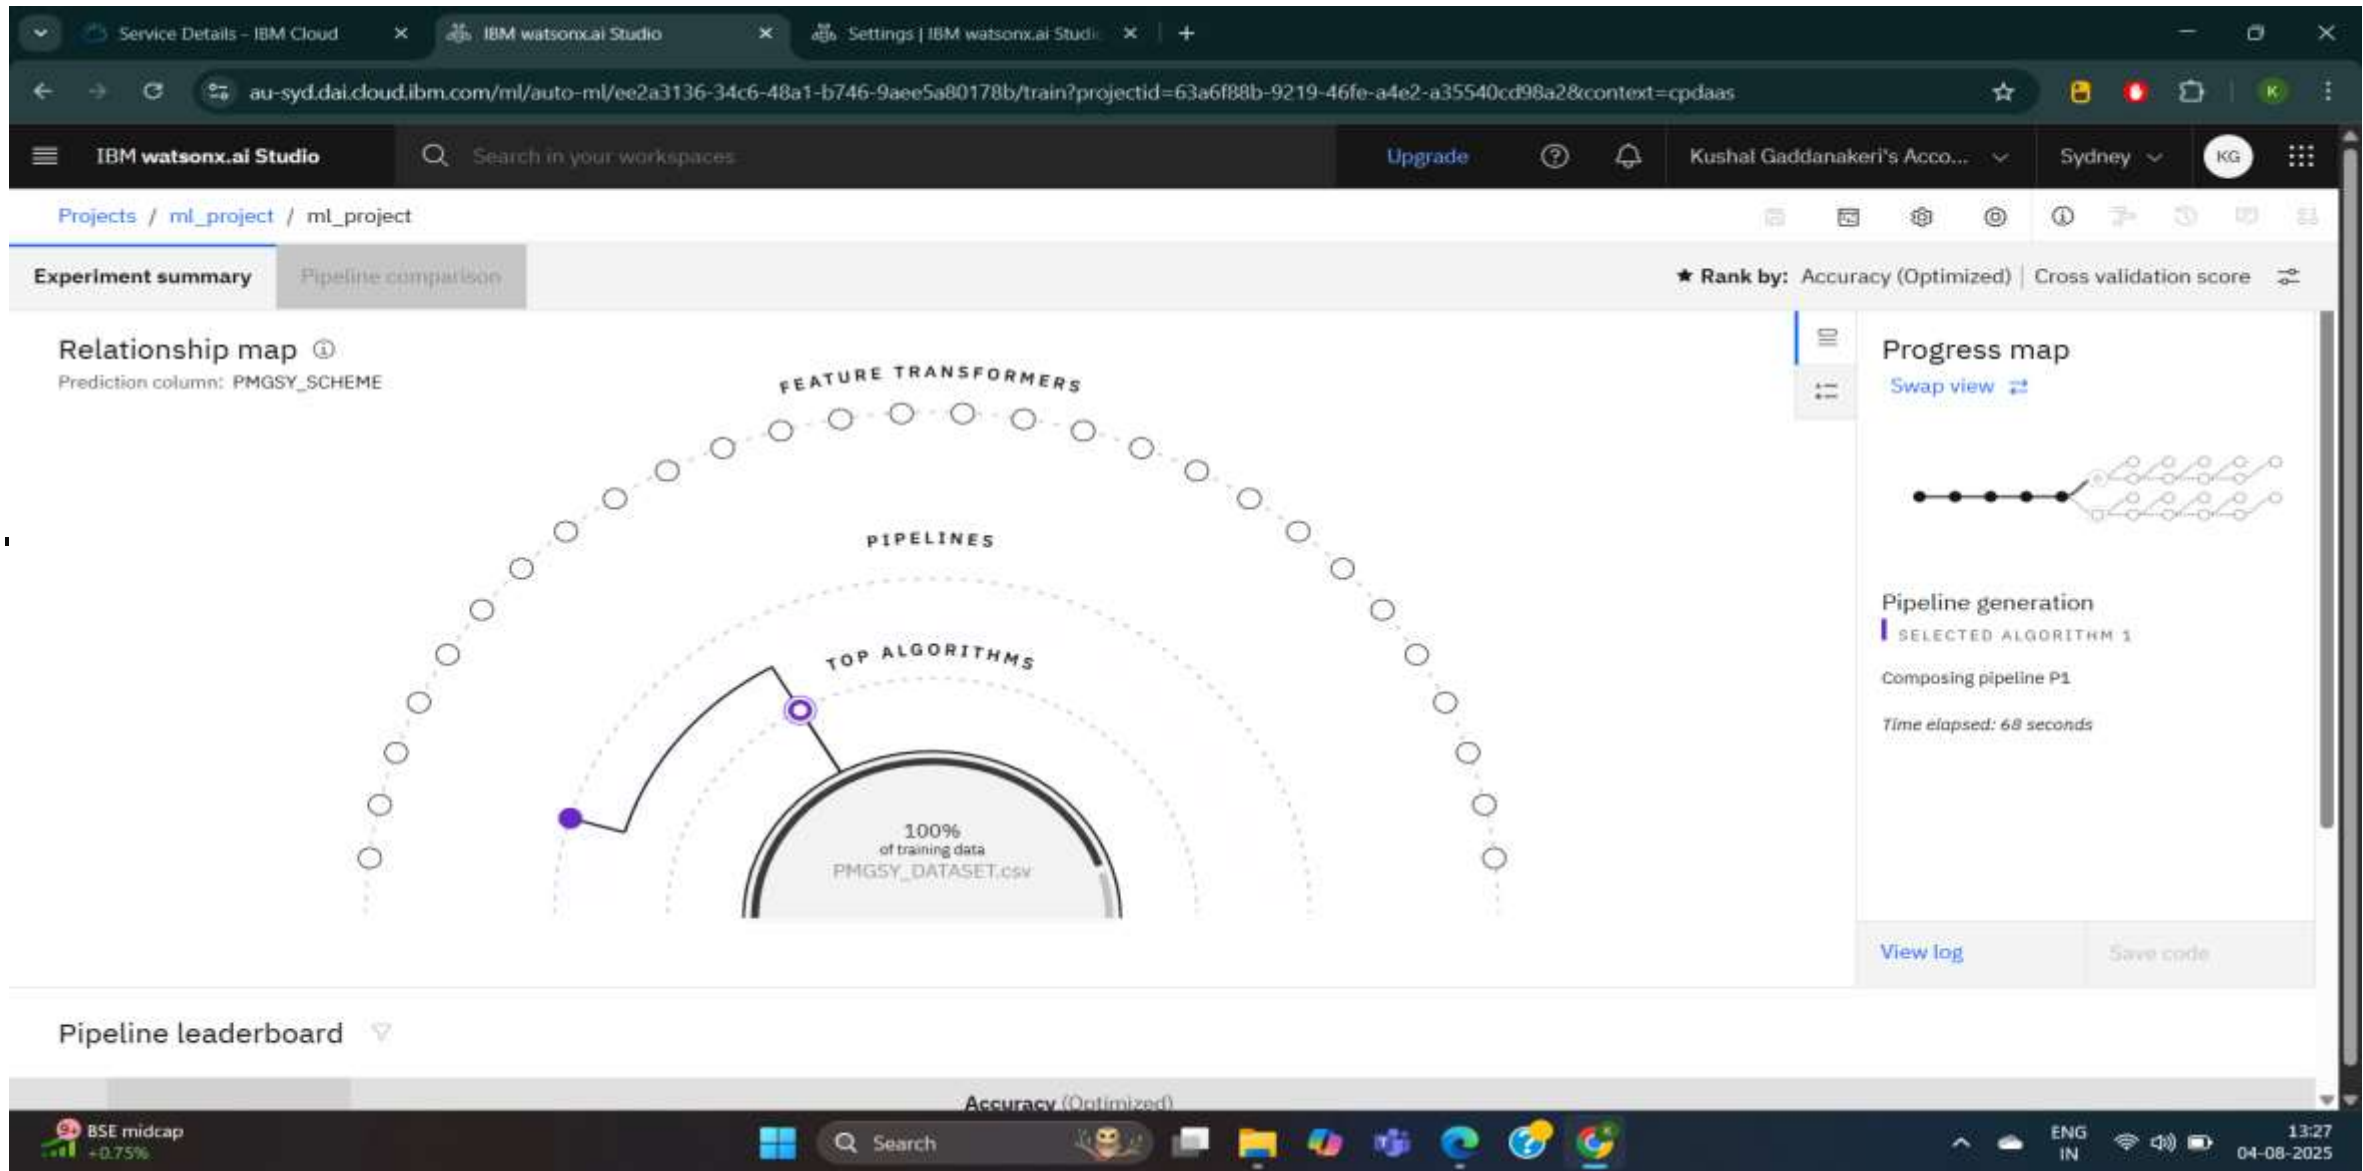 Service Details - IBM Cloud
IBM watsonx.ai Studio
Settings | IBM watsonx.ai Studi
au-syd.dai.cloud.ibm.com/ml/auto-ml/ee2a3136-34c6-48a1-b746-9aee5a80178b/train?projectid=63a6f88b-9219-46fe-a4e2-a35540cd98a2&context=cpdaas
K
IBM watsonx.ai Studio
Search in your workspaces
Upgrade
Kushal Gaddanakeri's Acco...
Sydney
KG
Projects / ml_project / ml_project
Experiment summary
Pipeline comparison
Rank by: Accuracy (Optimized) | Cross validation score
Relationship map
Prediction column: PMGSY_SCHEME
FEATURE TRANSFORMERS
PIPELINES
TOP ALGORITHMS
100%
of training data
PMGSY_DATASET.csv
Progress map
Swap view
Pipeline generation
SELECTED ALGORITHM 1
Composing pipeline P1
Time elapsed: 68 seconds
View log
Save code
Pipeline leaderboard
Accuracy (Optimized)
9+
BSE midcap
+0.75%
Search
ENG
IN
13:27
04-08-2025